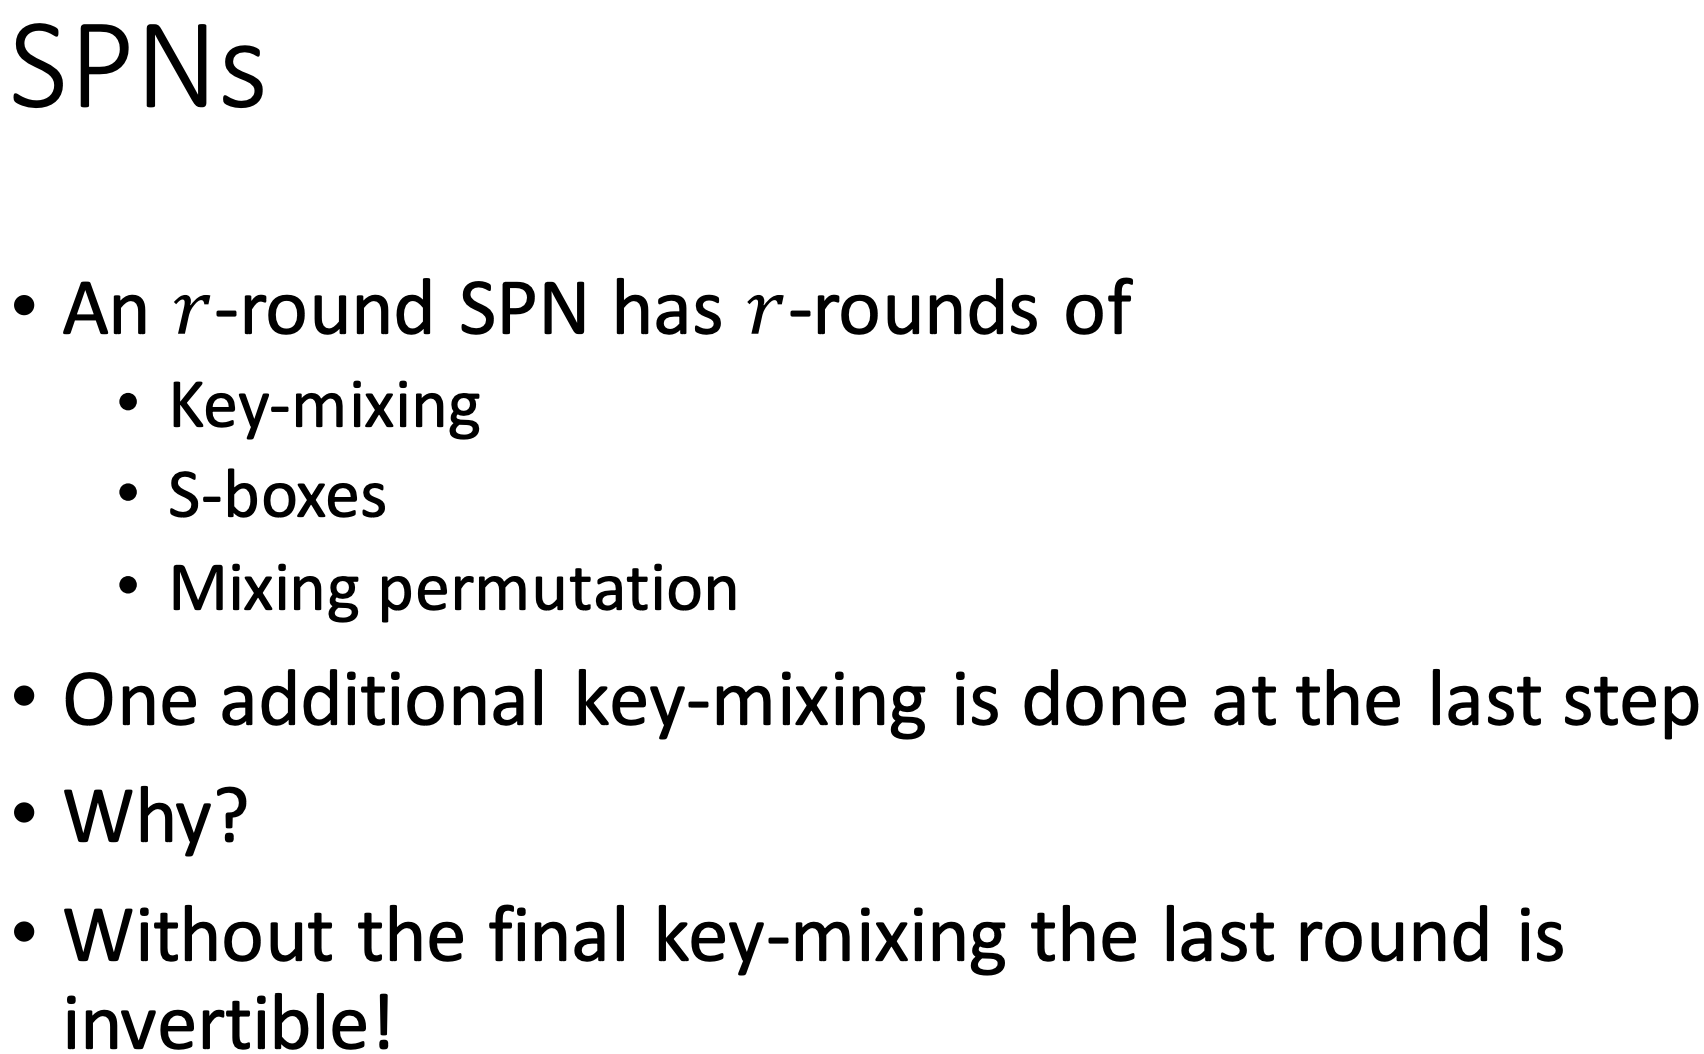 SPNs
• An r-round SPN has r-rounds of
• Key-mixing
• S-boxes
• Mixing permutation
• One additional key-mixing is done at the last step
• Why?
• Without the final key-mixing the last round is
invertible!